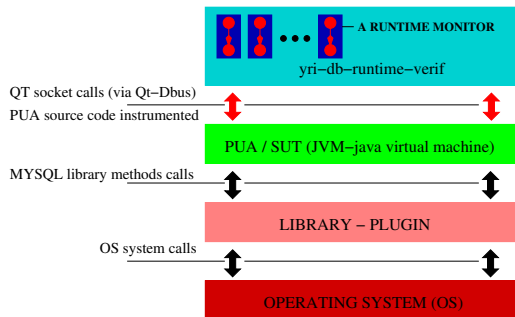 A RUNTIME MONITOR
yri−db−runtime−verif
QT socket calls (via Qt−Dbus)
PUA source code instrumented
PUA / SUT (JVM−java virtual machine)
MYSQL library methods calls
LIBRARY − PLUGIN
OS system calls
OPERATING SYSTEM (OS)